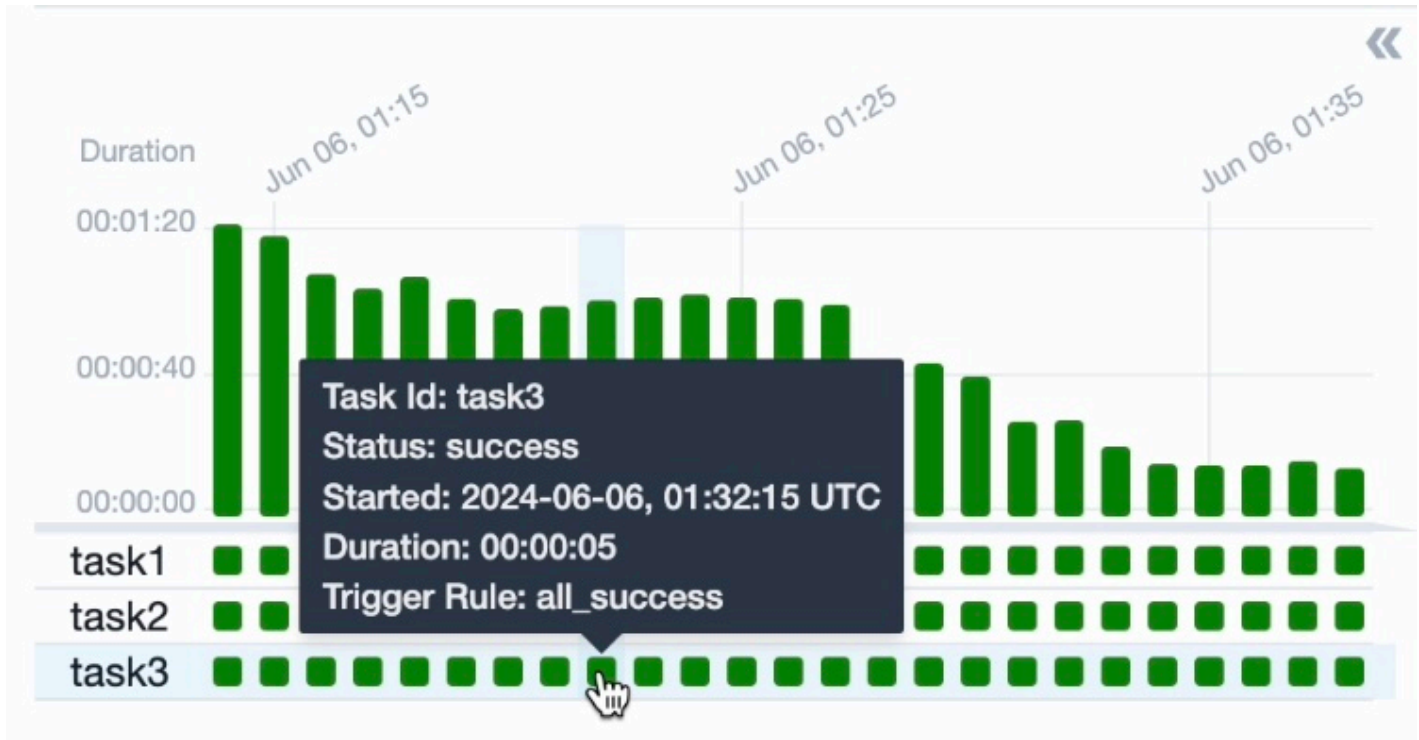 Jun 06, 01:15
Jun 06, 01:25
Jun 06, 01:35
Duration
00:01:20
00:00:40
00:00:00
Task Id: task3
Status: success
Started: 2024-06-06, 01:32:15 UTC
Duration: 00:00:05
Trigger Rule: all_success
task1
task2
task3